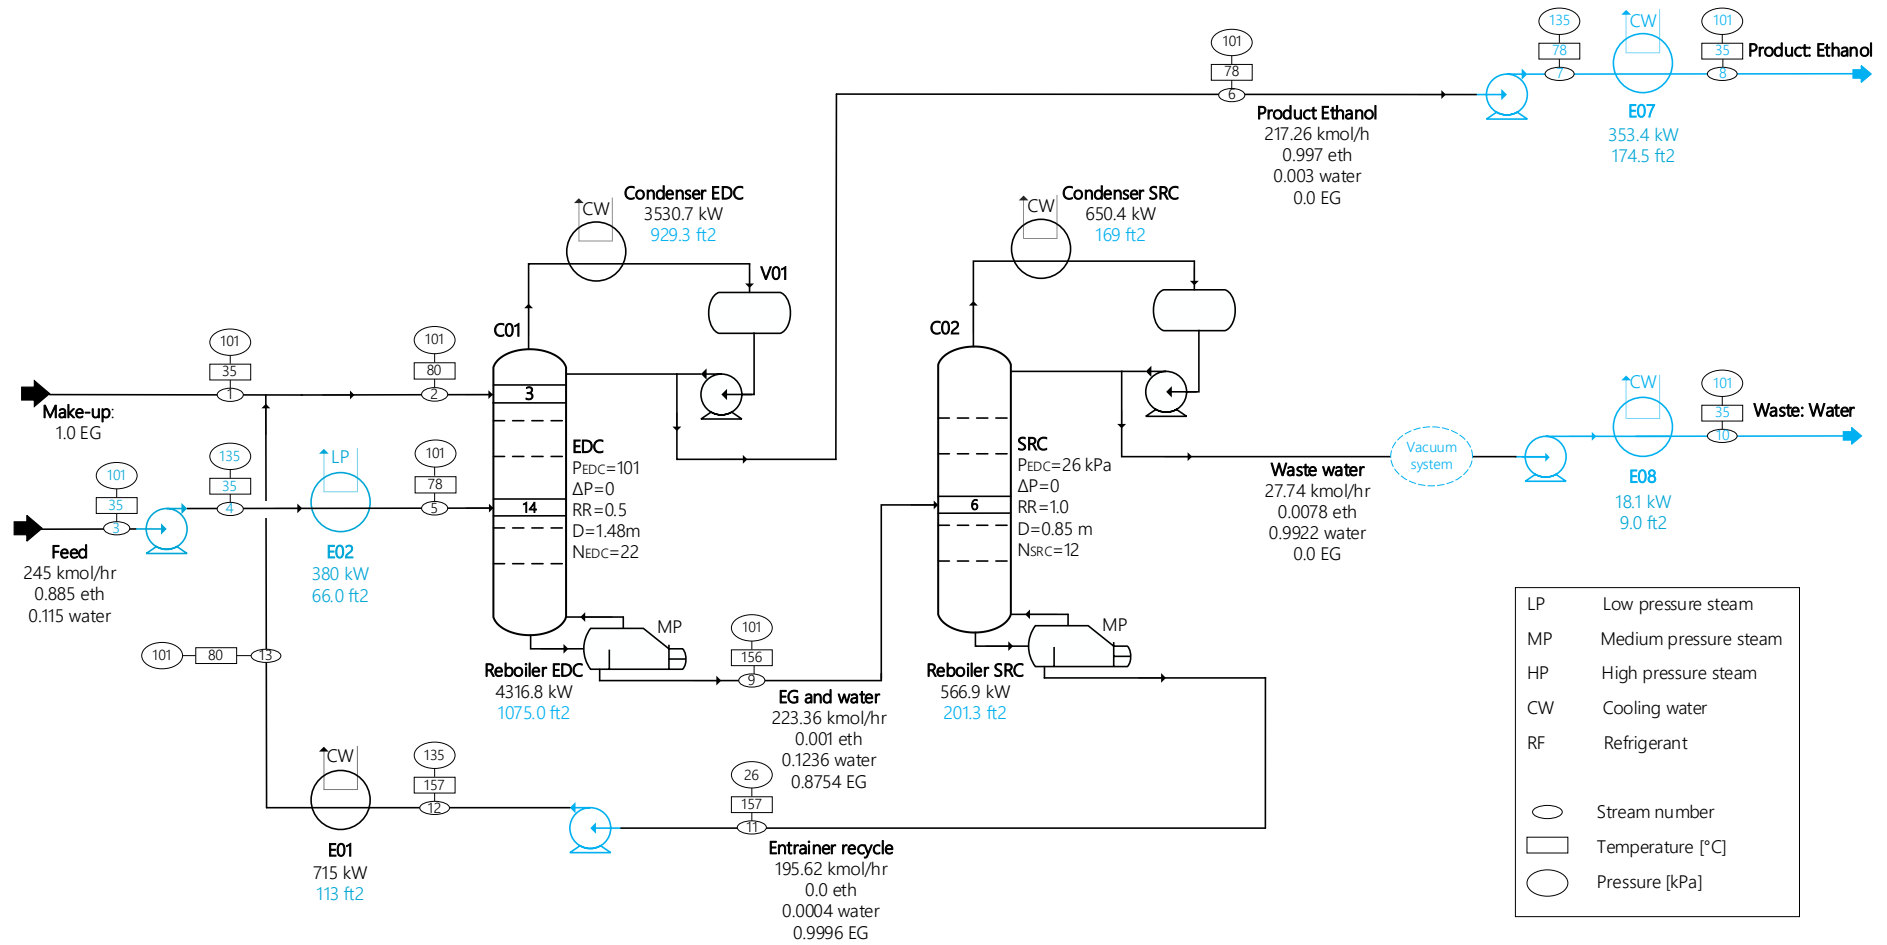 135
78
7
CW
E07
353.4 kW
174.5 ft2
101
35
8
Product: Ethanol
101
78
6
Product Ethanol
217.26 kmol/h
0.997 eth
0.003 water
0.0 EG
CW
Condenser EDC
3530.7 kW
929.3 ft2
V01
C01
CW
Condenser SRC
650.4 kW
169 ft2
C02
101
35
1
Make-up:
1.0 EG
101
80
2
3
EDC
PEDC=101
ΔP=0
RR=0.5
D=1.48m
NEDC=22
14
101
35
3
Feed
245 kmol/hr
0.885 eth
0.115 water
135
35
4
LP
E02
380 kW
66.0 ft2
101
78
5
SRC
PEDC=26 kPa
ΔP=0
RR=1.0
D=0.85 m
NSRC=12
6
Waste water
27.74 kmol/hr
0.0078 eth
0.9922 water
0.0 EG
Vacuum
system
CW
E08
18.1 kW
9.0 ft2
101
35
10
Waste: Water
MP
Reboiler EDC
4316.8 kW
1075.0 ft2
101
156
9
EG and water
223.36 kmol/hr
0.001 eth
0.1236 water
0.8754 EG
MP
Reboiler SRC
566.9 kW
201.3 ft2
101
80
13
CW
E01
715 kW
113 ft2
135
157
12
26
157
11
Entrainer recycle
195.62 kmol/hr
0.0 eth
0.0004 water
0.9996 EG
LP Low pressure steam
MP Medium pressure steam
HP High pressure steam
CW Cooling water
RF Refrigerant
Stream number
Temperature [°C]
Pressure [kPa]